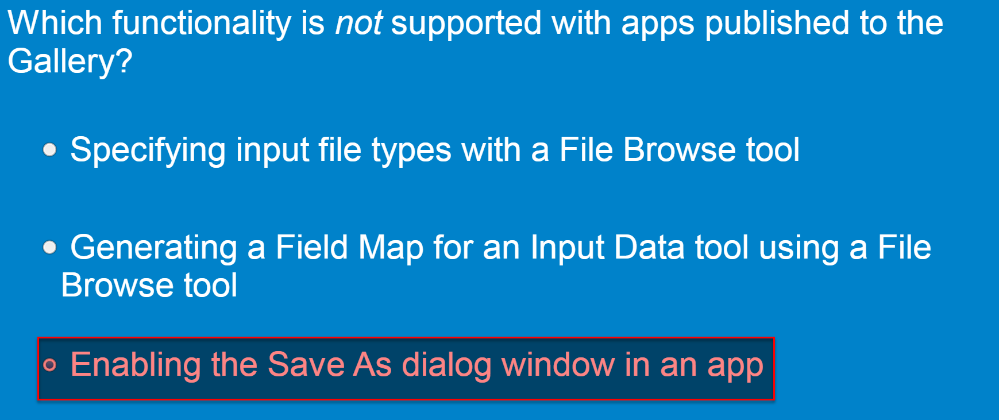 Which functionality is not supported with apps published to the
Gallery?
Specifying input file types with a File Browse tool
Generating a Field Map for an Input Data tool using a File
Browse tool
Enabling the Save As dialog window in an app